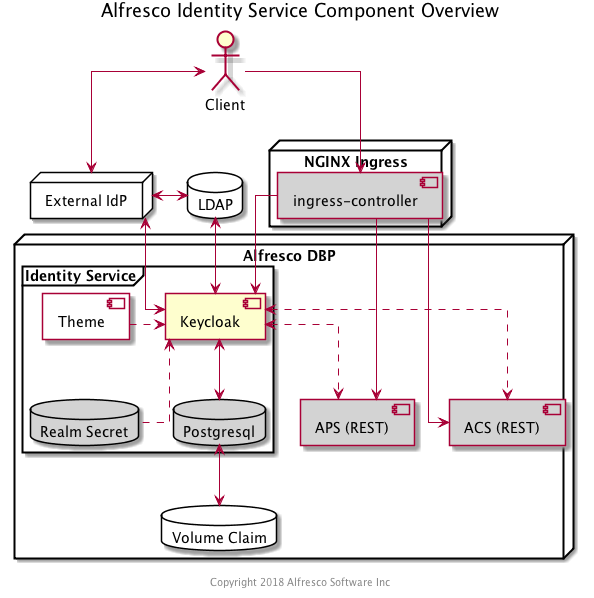 Alfresco Identity Service Component Overview
Client
NGINX Ingress
External IdP
LDAP
ingress-controller
Alfresco DBP
Identity Service
Theme
Keycloak
Realm Secret
Postgresql
APS (REST)
ACS (REST)
Volume Claim
Copyright 2018 Alfresco Software Inc